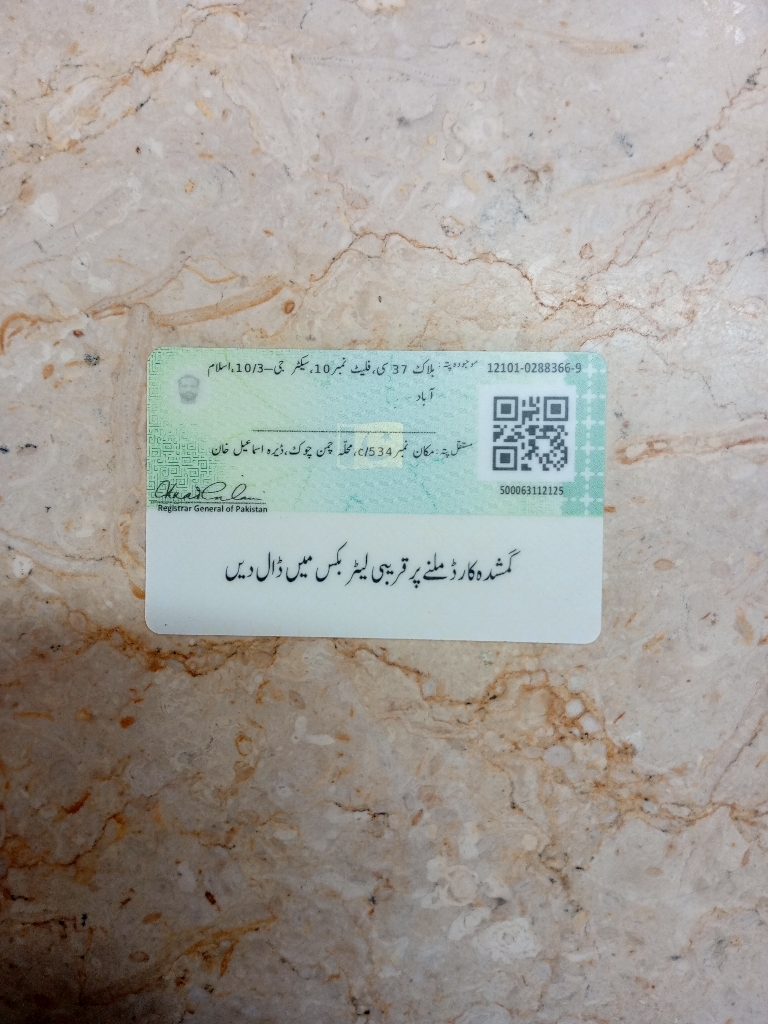 12101-0288366-9
موجودہ پتہ: بلاک 37 سی، فلیٹ نمبر 10، سیکٹر جی-10/3، اسلام
آباد
مستقل پتہ: مکان نمبر c/534، محلّہ چمن چوک، ڈیرہ اسماعیل خان
500063112125
Registrar General of Pakistan
گمشدہ کارڈ ملنے پر قریبی لیٹر بکس میں ڈال دیں